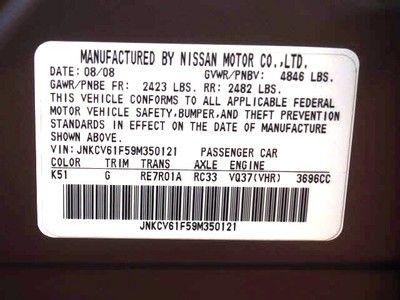 MANUFACTURED BY NISSAN MOTOR CO.,LTD.
DATE: 08/08 GVWR/PNBV: 4846 LBS.
GAWR/PNBE FR: 2423 LBS. RR: 2482 LBS.
THIS VEHICLE CONFORMS TO ALL APPLICABLE FEDERAL
MOTOR VEHICLE SAFETY,BUMPER,AND THEFT PREVENTION
STANDARDS IN EFFECT ON THE DATE OF MANUFACTURE
SHOWN ABOVE.
VIN: JNKCV61F59M350121 PASSENGER CAR
COLOR TRIM TRANS AXLE ENGINE
K51 G RE7R01A RC33 VQ37(VHR) 3696CC
JNKCV61F59M350121